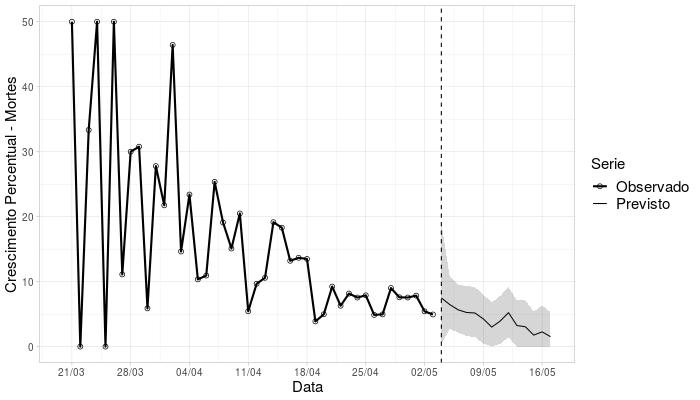 Crescimento Percentual - Mortes
50
40
30
20
10
0
21/03 28/03 04/04 11/04 18/04 25/04 02/05 09/05 16/05
Data
Serie
Observado
Previsto